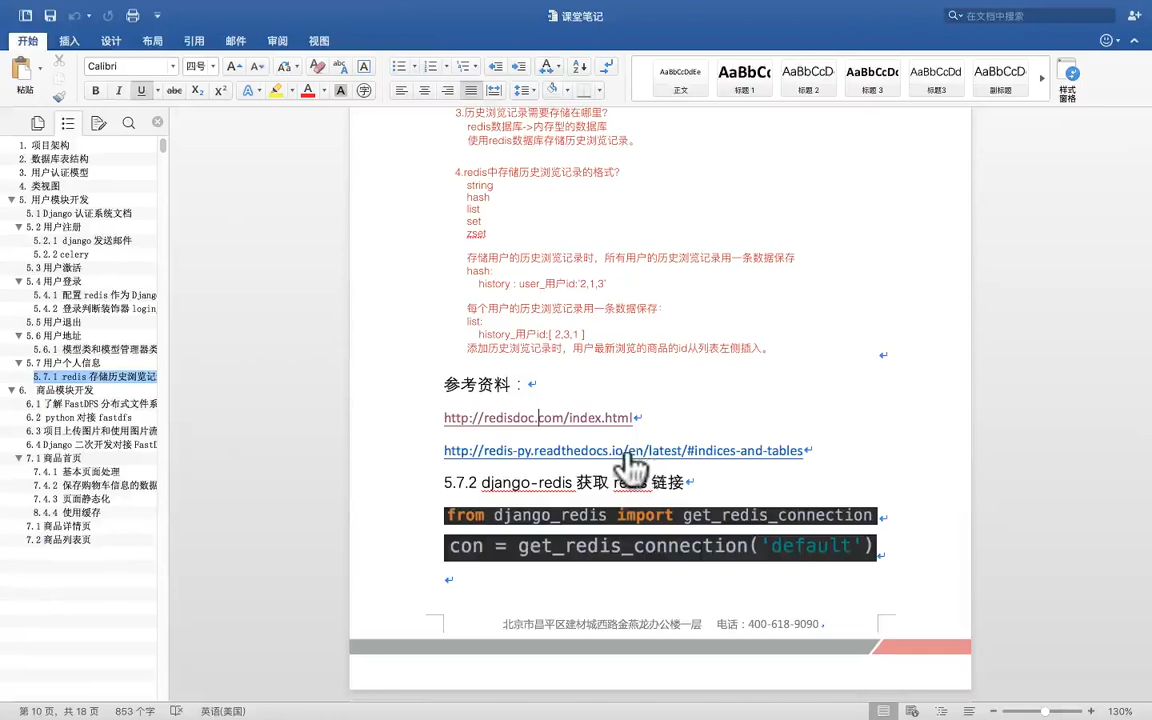 课堂笔记
在文档中搜索
开始 插入 设计 布局 引用 邮件 审阅 视图
粘贴
Calibri 四号
B I U abc X₂ X²
AaBbCcDdEe 正文
AaBbCc 标题 1
AaBbCcD 标题 2
AaBbCcDc 标题 3
AaBbCcDd 标题3
AaBbCcD 副标题
样式窗格
1. 项目架构
2. 数据库表结构
3. 用户认证模型
4. 类视图
5. 用户模块开发
5.1 Django 认证系统文档
5.2 用户注册
5.2.1 django 发送邮件
5.2.2 celery
5.3 用户激活
5.4 用户登录
5.4.1 配置 redis 作为 Django
5.4.2 登录判断装饰器 login_
5.5 用户退出
5.6 用户地址
5.6.1 模型类和模型管理器类
5.7 用户个人信息
5.7.1 redis 存储历史浏览记
6. 商品模块开发
6.1 了解 FastDFS 分布式文件系
6.2 python 对接 fastdfs
6.3 项目上传图片和使用图片流
6.4 Django 二次开发对接 FastD
7.1 商品首页
7.4.1 基本页面处理
7.4.2 保存购物车信息的数据
7.4.3 页面静态化
8.4.4 使用缓存
7.1 商品详情页
7.2 商品列表页
3.历史浏览记录需要存储在哪里?
redis数据库->内存型的数据库
使用redis数据库存储历史浏览记录。
4.redis中存储历史浏览记录的格式?
string
hash
list
set
zset
存储用户的历史浏览记录时，所有用户的历史浏览记录用一条数据保存
hash:
history : user_用户id:'2,1,3'
每个用户的历史浏览记录用一条数据保存:
list:
history_用户id:[ 2,3,1 ]
添加历史浏览记录时，用户最新浏览的商品的id从列表左侧插入。
参考资料：
http://redisdoc.com/index.html
http://redis-py.readthedocs.io/en/latest/#indices-and-tables
5.7.2 django-redis 获取 redis 链接
from django_redis import get_redis_connection
con = get_redis_connection('default')
北京市昌平区建材城西路金燕龙办公楼一层 电话：400-618-9090
第 10 页，共 18 页 853 个字 英语(美国) 130%